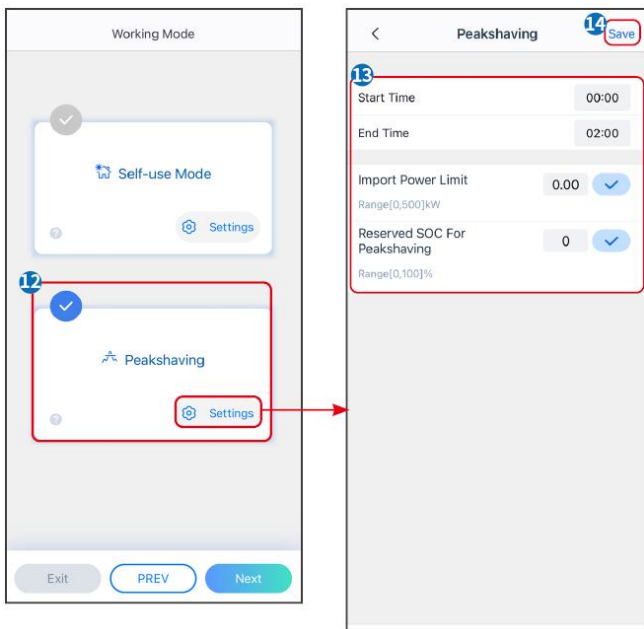 Working Mode
Self-use Mode
? Settings
12
Peakshaving
? Settings
Exit PREV Next
Peakshaving 14 Save
13
Start Time 00:00
End Time 02:00
Import Power Limit 0.00
Range[0,500]kW
Reserved SOC For
Peakshaving 0
Range[0,100]%